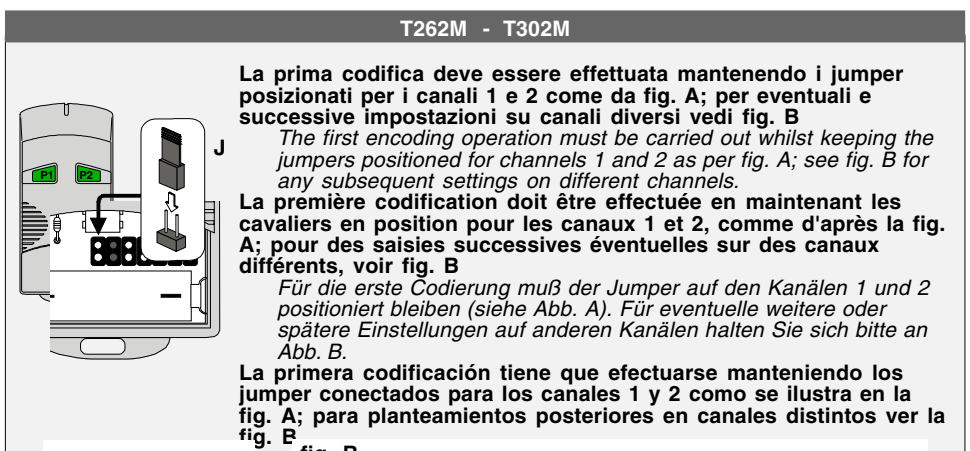 T262M - T302M
La prima codifica deve essere effettuata mantenendo i jumper
posizionati per i canali 1 e 2 come da fig. A; per eventuali e
successive impostazioni su canali diversi vedi fig. B
The first encoding operation must be carried out whilst keeping the
jumpers positioned for channels 1 and 2 as per fig. A; see fig. B for
any subsequent settings on different channels.
La première codification doit être effectuée en maintenant les
cavaliers en position pour les canaux 1 et 2, comme d'après la fig.
A; pour des saisies successives éventuelles sur des canaux
différents, voir fig. B
Für die erste Codierung muß der Jumper auf den Kanälen 1 und 2
positioniert bleiben (siehe Abb. A). Für eventuelle weitere oder
spätere Einstellungen auf anderen Kanälen halten Sie sich bitte an
Abb. B.
La primera codificación tiene que efectuarse manteniendo los
jumper conectados para los canales 1 y 2 como se ilustra en la
fig. A; para planteamientos posteriores en canales distintos ver la
fig. B
fig. B
J
P1 P2